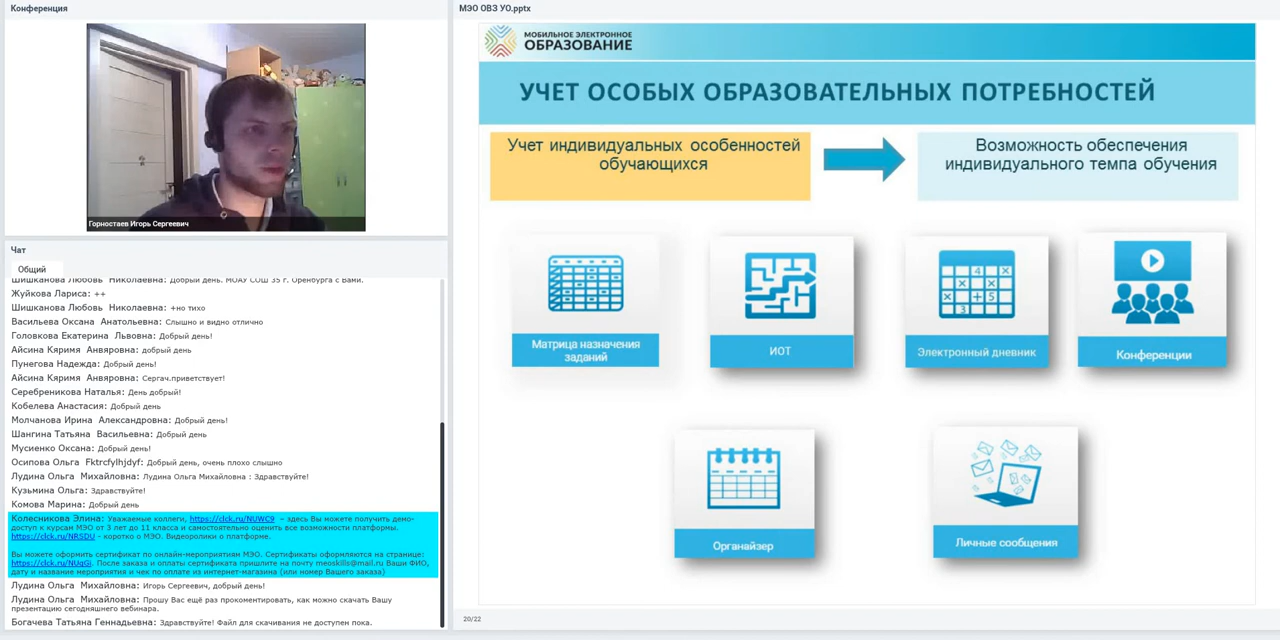 Конференция
Горностаев Игорь Сергеевич
Чат
Общий
Шишканова Любовь Николаевна: Добрый день. МОАУ СОШ 35 г. Оренбурга с Вами.
Жуйкова Лариса: ++
Шишканова Любовь Николаевна: +но тихо
Васильева Оксана Анатольевна: Слышно и видно отлично
Головкова Екатерина Львовна: Добрый день!
Айсина Кяримя Анвяровна: добрый день
Пунегова Надежда: Добрый день!
Айсина Кяримя Анвяровна: Сергач.приветствует!
Серебреникова Наталья: День добрый!
Кобелева Анастасия: Добрый день
Молчанова Ирина Александровна: Добрый день!
Шангина Татьяна Васильевна: Добрый день
Мусиенко Оксана: Добрый день!
Осипова Ольга Fktrcfylhjdyf: Добрый день, очень плохо слышно
Лудина Ольга Михайловна: Лудина Ольга Михайловна : Здравствуйте!
Кузьмина Ольга: Здравствуйте!
Комова Марина: Добрый день
Колесникова Элина: Уважаемые коллеги, https://clck.ru/NUWC9 – здесь Вы можете получить демо-
доступ к курсам МЭО от 3 лет до 11 класса и самостоятельно оценить все возможности платформы.
https://clck.ru/NRSDU - коротко о МЭО. Видеоролики о платформе.
Вы можете оформить сертификат по онлайн-мероприятиям МЭО. Сертификаты оформляются на странице:
https://clck.ru/NUqGi. После заказа и оплаты сертификата пришлите на почту meoskills@mail.ru Ваши ФИО,
дату и название мероприятия и чек по оплате из интернет-магазина (или номер Вашего заказа)
Лудина Ольга Михайловна: Игорь Сергеевич, добрый день!
Лудина Ольга Михайловна: Прошу Вас ещё раз прокоментировать, как можно скачать Вашу
презентацию сегодняшнего вебинара.
Богачева Татьяна Геннадьевна: Здравствуйте! Файл для скачивания не доступен пока.
МЭО ОВЗ УО.pptx
МОБИЛЬНОЕ ЭЛЕКТРОННОЕ
ОБРАЗОВАНИЕ
УЧЕТ ОСОБЫХ ОБРАЗОВАТЕЛЬНЫХ ПОТРЕБНОСТЕЙ
Учет индивидуальных особенностей
обучающихся
Возможность обеспечения
индивидуального темпа обучения
Матрица назначения
заданий
ИОТ
Электронный дневник
Конференции
Органайзер
Личные сообщения
20/22